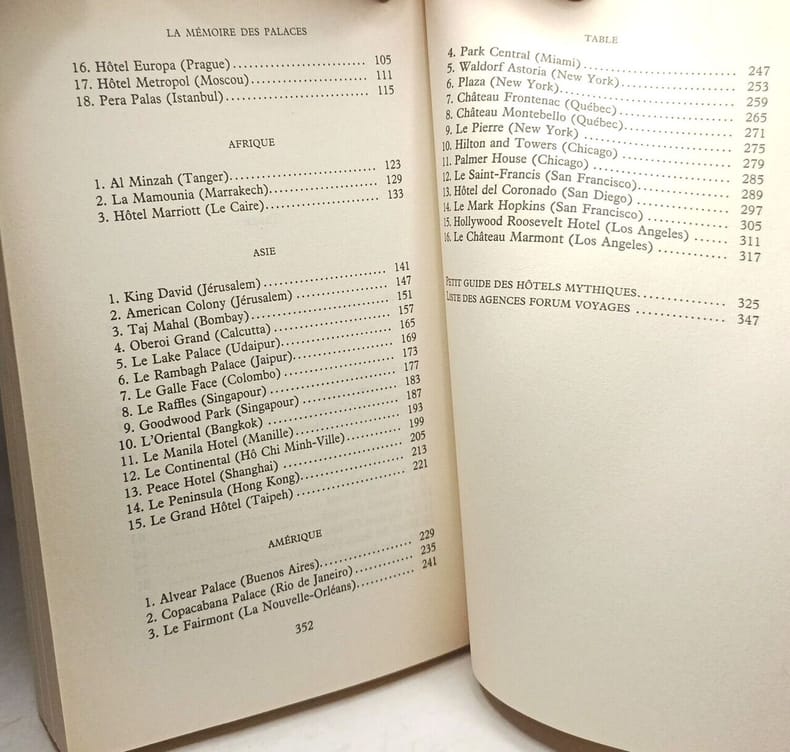 LA MÉMOIRE DES PALACES
16. Hôtel Europa (Prague) 105
17. Hôtel Metropol (Moscou) 111
18. Pera Palas (Istanbul) 115
AFRIQUE
1. Al Minzah (Tanger) 123
2. La Mamounia (Marrakech) 129
3. Hôtel Marriott (Le Caire) 133
ASIE
1. King David (Jérusalem) 141
2. American Colony (Jérusalem) 147
3. Taj Mahal (Bombay) 151
4. Oberoi Grand (Calcutta) 157
5. Le Lake Palace (Udaipur) 165
6. Le Rambagh Palace (Jaipur) 169
7. Le Galle Face (Colombo) 173
8. Le Raffles (Singapour) 177
9. Goodwood Park (Singapour) 183
10. L'Oriental (Bangkok) 187
11. Le Manila Hotel (Manille) 193
12. Le Continental (Hô Chi Minh-Ville) 199
13. Peace Hotel (Shanghai) 205
14. Le Peninsula (Hong Kong) 213
15. Le Grand Hôtel (Taipeh) 221
AMÉRIQUE
1. Alvear Palace (Buenos Aires) 229
2. Copacabana Palace (Rio de Janeiro) 235
3. Le Fairmont (La Nouvelle-Orléans) 241
352
TABLE
4. Park Central (Miami) 247
5. Waldorf Astoria (New York) 253
6. Plaza (New York) 259
7. Château Frontenac (Québec) 265
8. Château Montebello (Québec) 271
9. Le Pierre (New York) 275
10. Hilton and Towers (Chicago) 279
11. Palmer House (Chicago) 285
12. Le Saint-Francis (San Francisco) 289
13. Hôtel del Coronado (San Diego) 297
14. Le Mark Hopkins (San Francisco) 305
15. Hollywood Roosevelt Hotel (Los Angeles) 311
16. Le Château Marmont (Los Angeles) 317
PETIT GUIDE DES HÔTELS MYTHIQUES 325
LISTE DES AGENCES FORUM VOYAGES 347